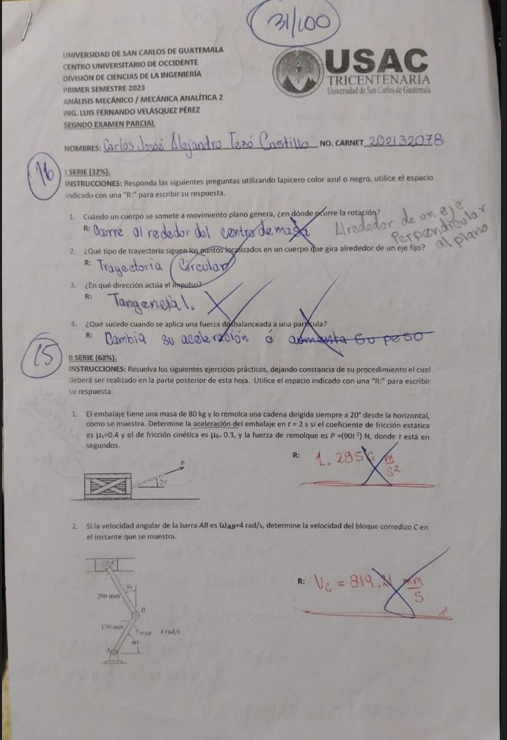 31/100
UNIVERSIDAD DE SAN CARLOS DE GUATEMALA
CENTRO UNIVERSITARIO DE OCCIDENTE
DIVISIÓN DE CIENCIAS DE LA INGENIERÍA
PRIMER SEMESTRE 2023
ANÁLISIS MECÁNICO / MECÁNICA ANALÍTICA 2
ING. LUIS FERNANDO VELÁSQUEZ PÉREZ
SEGNDO EXAMEN PARCIAL
USAC
TRICENTENARIA
Universidad de San Carlos de Guatemala
NOMBRES: Carlos José Alejandro Tezó Castillo NO. CARNET 202132078
16
I SERIE (32%).
INSTRUCCIONES: Responda las siguientes preguntas utilizando lapicero color azul o negro, utilice el espacio
indicado con una "R:" para escribir su respuesta.
1. Cuándo un cuerpo se somete a movimiento plano genera, ¿en dónde ocurre la rotación?
R: Ocurre al rededor del centro de masa
Alrededor de un eje
Perpendicular
al plano
2. ¿Qué tipo de trayectoria siguen los puntos localizados en un cuerpo que gira alrededor de un eje fijo?
R: Trayectoria Circular
3. ¿En qué dirección actúa el impulso?
R: Tangencial.
4. ¿Qué sucede cuando se aplica una fuerza desbalanceada a una partícula?
R: Cambia su aceleración ó aumenta su peso
15
II SERIE (68%).
INSTRUCCIONES: Resuelva los siguientes ejercicios prácticos, dejando constancia de su procedimiento el cual
deberá ser realizado en la parte posterior de esta hoja. Utilice el espacio indicado con una "R:" para escribir
su respuesta.
1. El embalaje tiene una masa de 80 kg y lo remolca una cadena dirigida siempre a 20° desde la horizontal,
como se muestra. Determine la aceleración del embalaje en t = 2 s si el coeficiente de fricción estática
es μs=0.4 y el de fricción cinética es μk= 0.3, y la fuerza de remolque es P =(90t²) N, donde t está en
segundos.
R: m/s²
P
20°
2. Si la velocidad angular de la barra AB es ωAB=4 rad/s, determine la velocidad del bloque corredizo C en
el instante que se muestra.
R: Vc = mm/s
C
200 mm
B
150 mm
4 rad/s
A